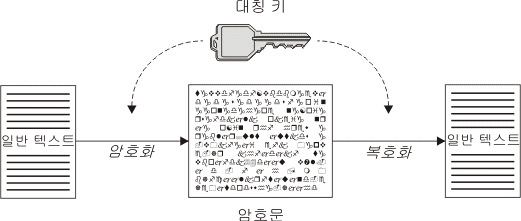 대칭 키
일반 텍스트
암호화
복호화
일반 텍스트
암호문